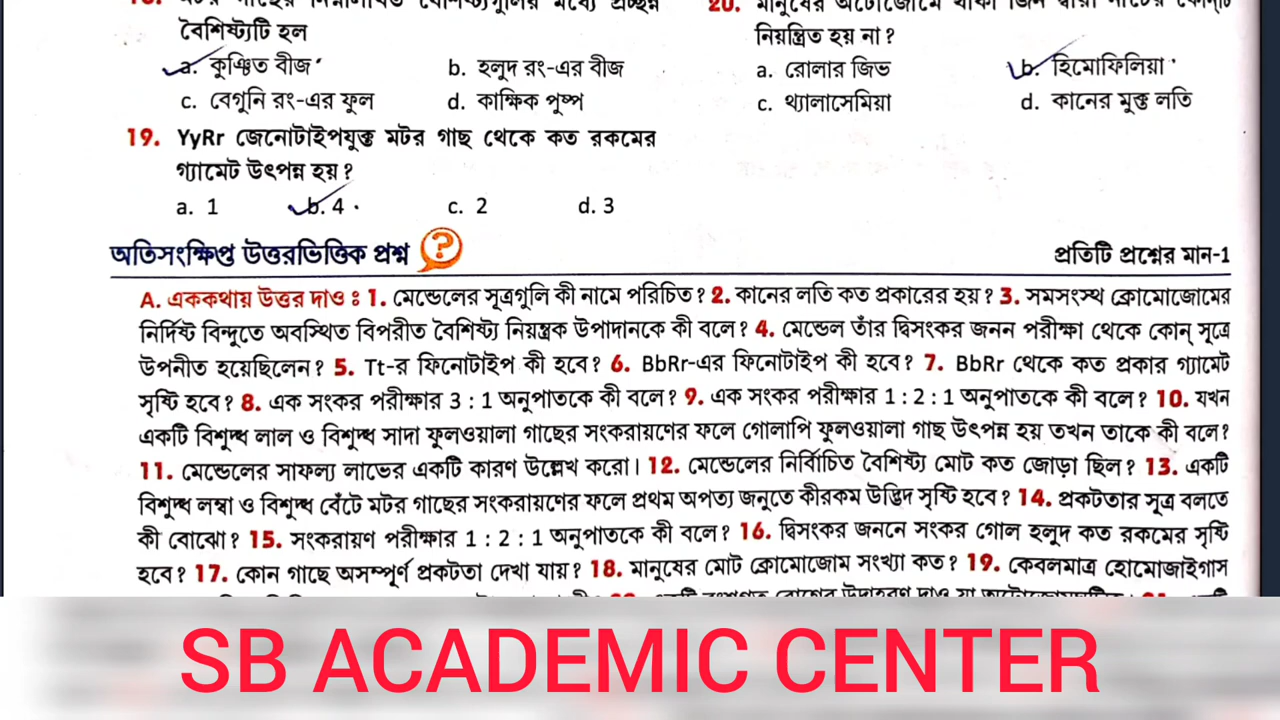 বৈশিষ্ট্যটি হল
a. কুঞ্চিত বীজ
b. হলুদ রং-এর বীজ
c. বেগুনি রং-এর ফুল
d. কাক্ষিক পুষ্প
19. YyRr জেনোটাইপযুক্ত মটর গাছ থেকে কত রকমের
গ্যামেট উৎপন্ন হয়?
a. 1 b. 4 c. 2 d. 3
20. মানুষের অটোজোমে থাকা জিন দ্বারা নীচের কোনটি
নিয়ন্ত্রিত হয় না?
a. রোলার জিভ
b. হিমোফিলিয়া
c. থ্যালাসেমিয়া
d. কানের মুক্ত লতি
অতিসংক্ষিপ্ত উত্তরভিত্তিক প্রশ্ন ? প্রতিটি প্রশ্নের মান-1
A. এককথায় উত্তর দাও ঃ 1. মেন্ডেলের সূত্রগুলি কী নামে পরিচিত? 2. কানের লতি কত প্রকারের হয়? 3. সমসংস্থ ক্রোমোজোমের
নির্দিষ্ট বিন্দুতে অবস্থিত বিপরীত বৈশিষ্ট্য নিয়ন্ত্রক উপাদানকে কী বলে? 4. মেন্ডেল তাঁর দ্বিসংকর জনন পরীক্ষা থেকে কোন্ সূত্রে
উপনীত হয়েছিলেন? 5. Tt-র ফিনোটাইপ কী হবে? 6. BbRr-এর ফিনোটাইপ কী হবে? 7. BbRr থেকে কত প্রকার গ্যামেট
সৃষ্টি হবে? 8. এক সংকর পরীক্ষার 3 : 1 অনুপাতকে কী বলে? 9. এক সংকর পরীক্ষার 1 : 2 : 1 অনুপাতকে কী বলে? 10. যখন
একটি বিশুদ্ধ লাল ও বিশুদ্ধ সাদা ফুলওয়ালা গাছের সংকরায়ণের ফলে গোলাপি ফুলওয়ালা গাছ উৎপন্ন হয় তখন তাকে কী বলে?
11. মেন্ডেলের সাফল্য লাভের একটি কারণ উল্লেখ করো। 12. মেন্ডেলের নির্বাচিত বৈশিষ্ট্য মোট কত জোড়া ছিল? 13. একটি
বিশুদ্ধ লম্বা ও বিশুদ্ধ বেঁটে মটর গাছের সংকরায়ণের ফলে প্রথম অপত্য জনুতে কীরকম উদ্ভিদ সৃষ্টি হবে? 14. প্রকটতার সূত্র বলতে
কী বোঝো? 15. সংকরায়ণ পরীক্ষার 1 : 2 : 1 অনুপাতকে কী বলে? 16. দ্বিসংকর জননে সংকর গোল হলুদ কত রকমের সৃষ্টি
হবে? 17. কোন গাছে অসম্পূর্ণ প্রকটতা দেখা যায়? 18. মানুষের মোট ক্রোমোজোম সংখ্যা কত? 19. কেবলমাত্র হোমোজাইগাস
SB ACADEMIC CENTER